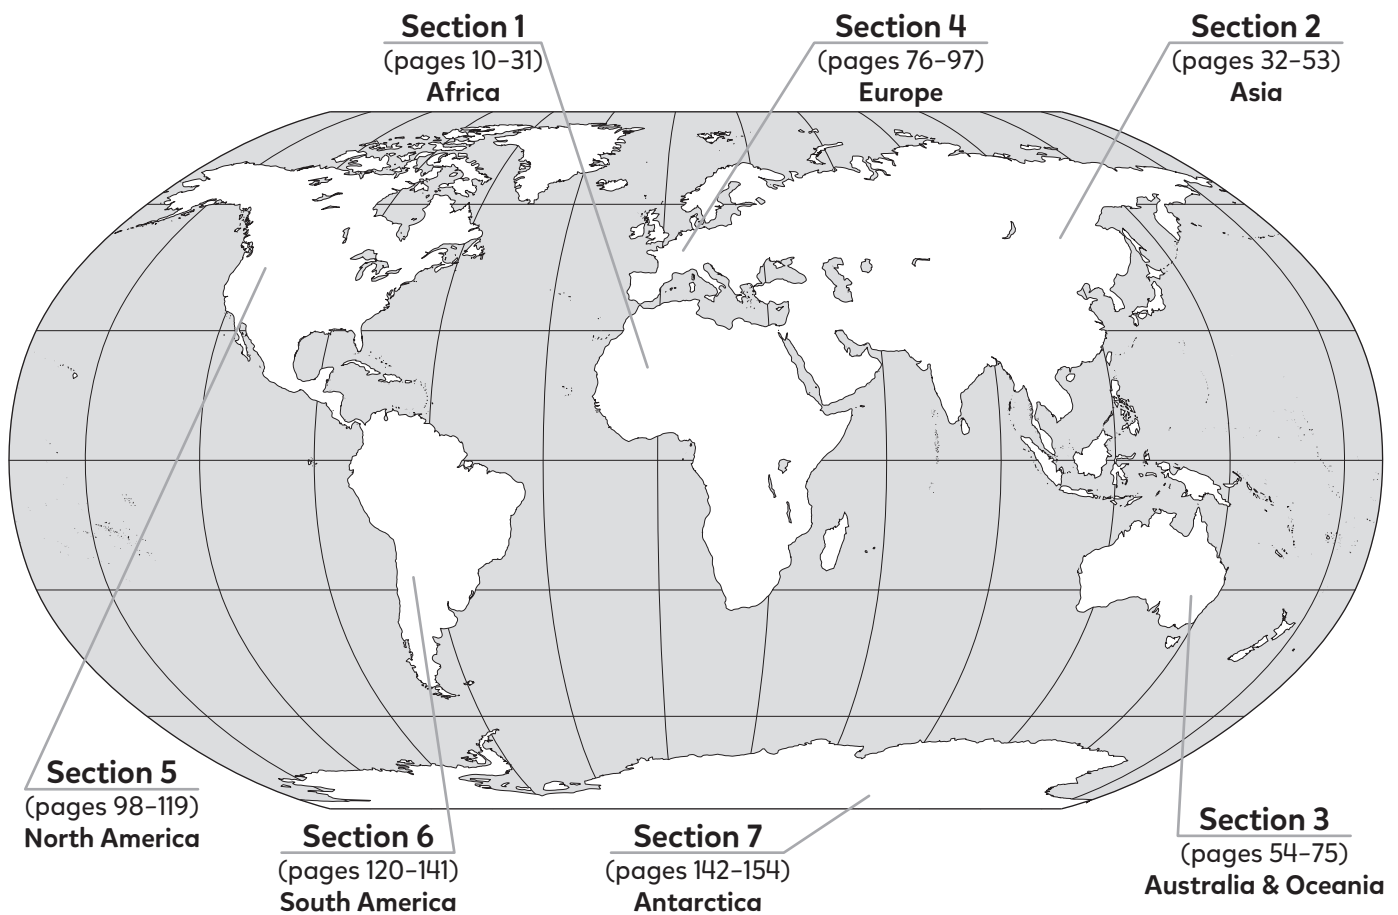 Section 1
(pages 10–31)
Africa
Section 4
(pages 76–97)
Europe
Section 2
(pages 32–53)
Asia
Section 5
(pages 98–119)
North America
Section 6
(pages 120–141)
South America
Section 7
(pages 142–154)
Antarctica
Section 3
(pages 54–75)
Australia & Oceania